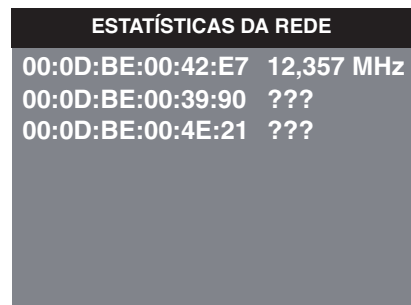 ESTATÍSTICAS DA REDE
00:0D:BE:00:42:E7 12,357 MHz
00:0D:BE:00:39:90 ???
00:0D:BE:00:4E:21 ???